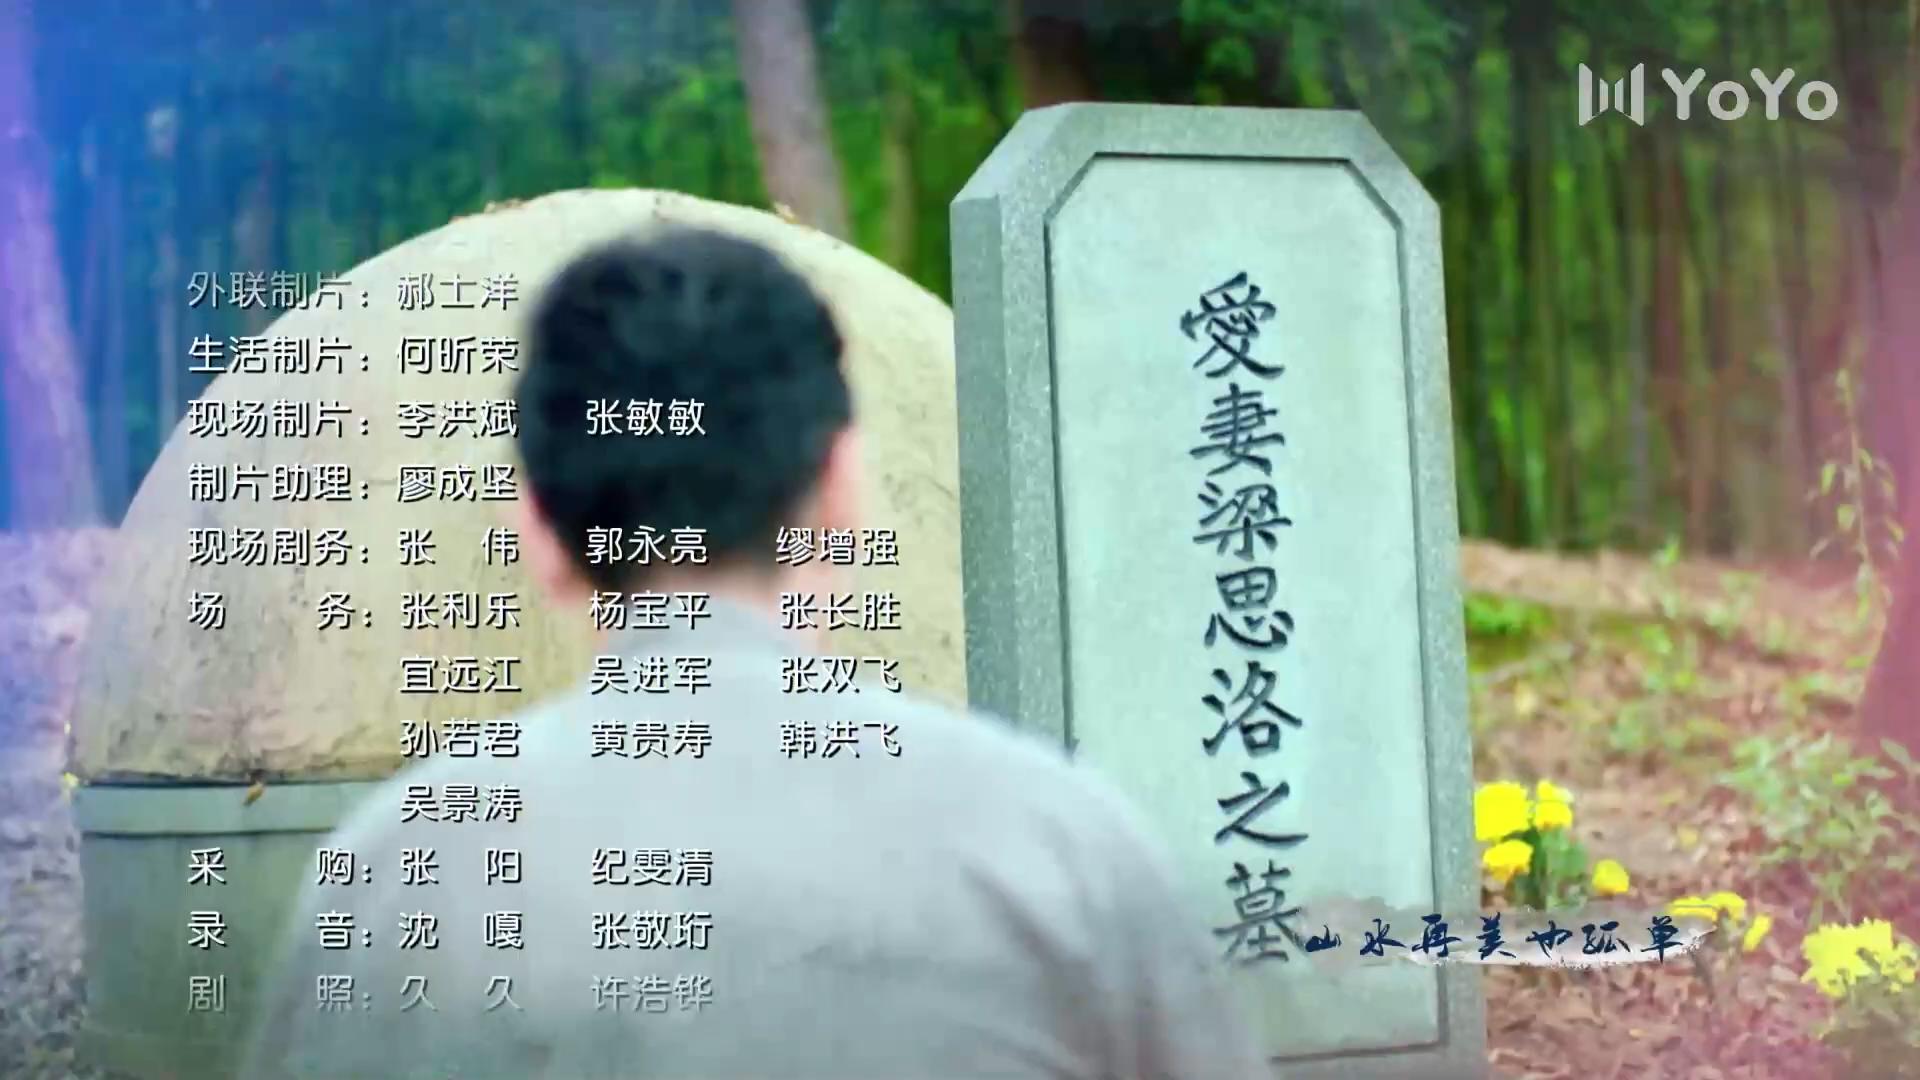 YoYo
外联制片：郝士洋
生活制片：何昕荣
现场制片：李洪斌 张敏敏
制片助理：廖成坚
现场剧务：张 伟 郭永亮 缪增强
场 务：张利乐 杨宝平 张长胜
宜远江 吴进军 张双飞
孙若君 黄贵寿 韩洪飞
吴景涛
采 购：张 阳 纪雯清
录 音：沈 嘎 张敬珩
剧 照：久 久 许浩铧
愛妻梁思洛之墓
山水再美也孤单